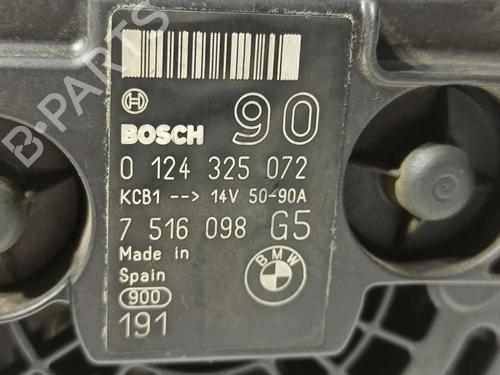 BOSCH 90
0 124 325 072
KCB1 --> 14V 50-90A
7 516 098 G5
Made in
Spain
BMW
900
191
B-PARTS